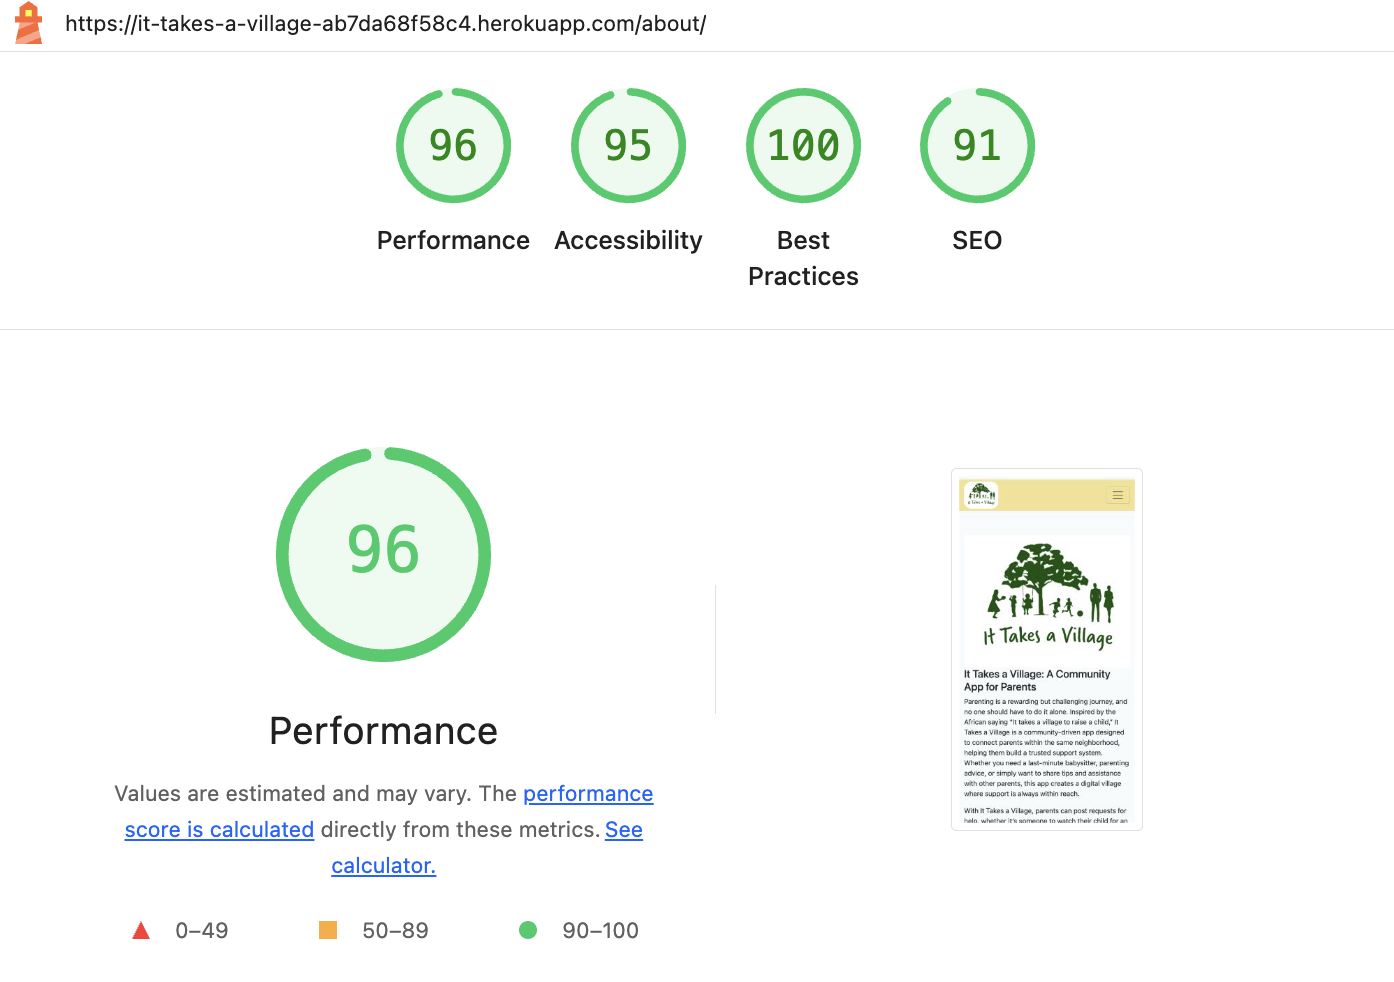 https://it-takes-a-village-ab7da68f58c4.herokuapp.com/about/
96
95
100
91
Performance
Accessibility
Best
Practices
SEO
96
Performance
Values are estimated and may vary. The performance
score is calculated directly from these metrics. See
calculator.
0–49
50–89
90–100
It Takes a Village
It Takes a Village
It Takes a Village: A Community
App for Parents
Parenting is a rewarding but challenging journey, and
no one should have to do it alone. Inspired by the
African saying "It takes a village to raise a child," It
Takes a Village is a community-driven app designed
to connect parents within the same neighborhood,
helping them build a trusted support system.
Whether you need a last-minute babysitter, parenting
advice, or simply want to share tips and assistance
with other parents, this app creates a digital village
where support is always within reach.
With It Takes a Village, parents can post requests for
help, whether it's someone to watch their child for an